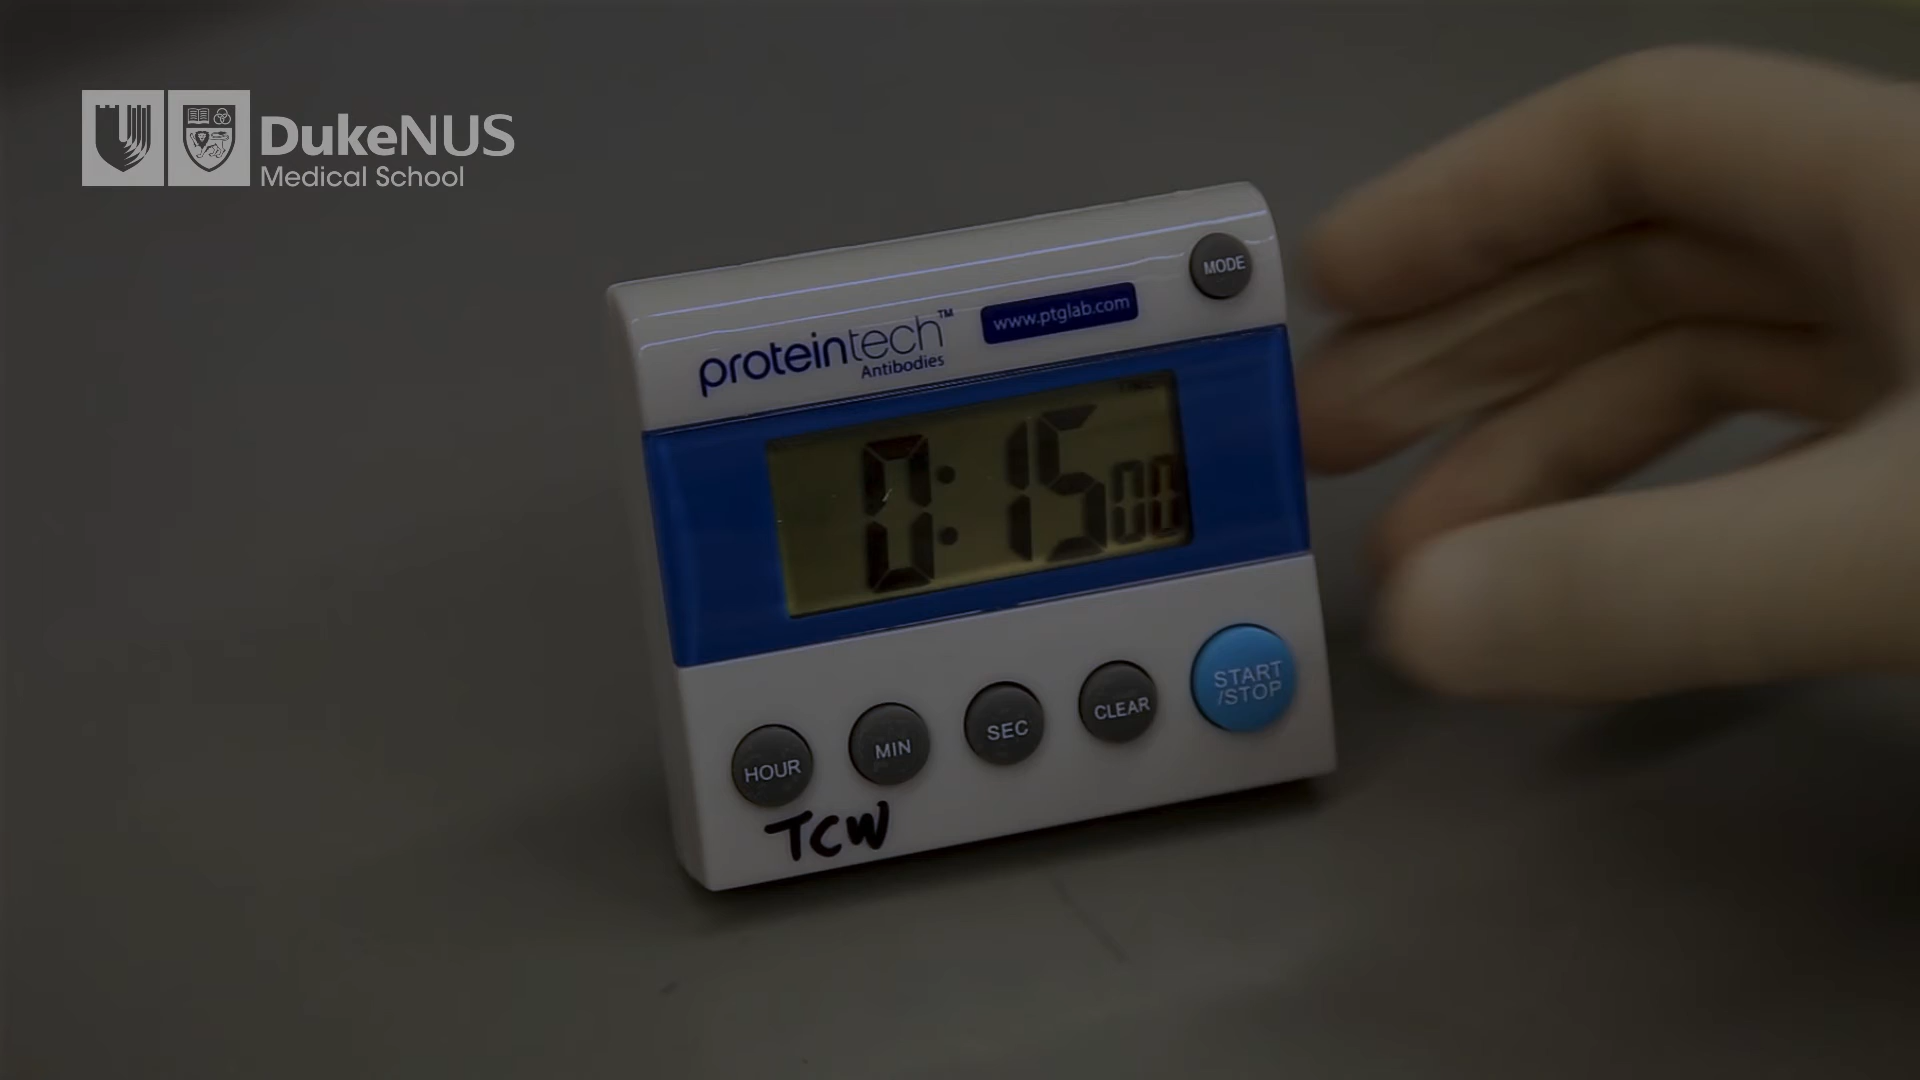 DukeNUS
Medical School
MODE
proteintech™
Antibodies
www.ptglab.com
0:15 00
HOUR
MIN
SEC
CLEAR
START
/STOP
TCW